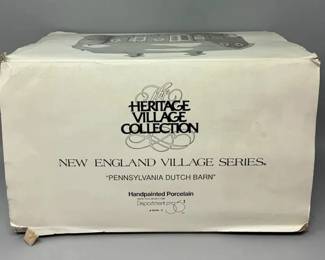 The
HERITAGE
VILLAGE
COLLECTION
NEW ENGLAND VILLAGE SERIES
"PENNSYLVANIA DUTCH BARN"
Handpainted Porcelain
Department 56